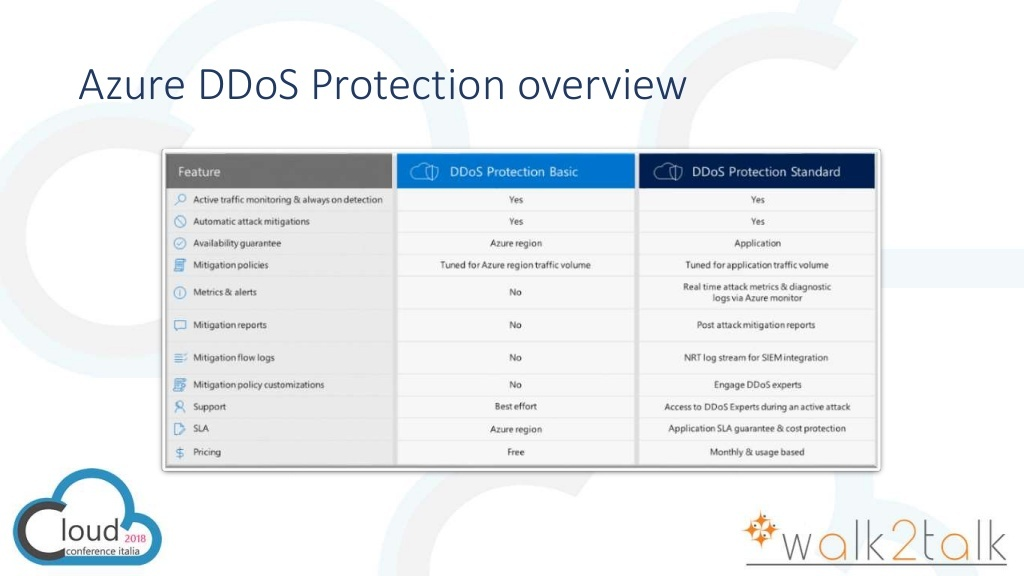 Azure DDoS Protection overview
Feature DDoS Protection Basic DDoS Protection Standard
Active traffic monitoring & always on detection Yes Yes
Automatic attack mitigations Yes Yes
Availability guarantee Azure region Application
Mitigation policies Tuned for Azure region traffic volume Tuned for application traffic volume
Metrics & alerts No Real time attack metrics & diagnostic
logs via Azure monitor
Mitigation reports No Post attack mitigation reports
Mitigation flow logs No NRT log stream for SIEM integration
Mitigation policy customizations No Engage DDoS experts
Support Best effort Access to DDoS Experts during an active attack
SLA Azure region Application SLA guarantee & cost protection
Pricing Free Monthly & usage based
Cloud 2018
conference italia
walk2talk